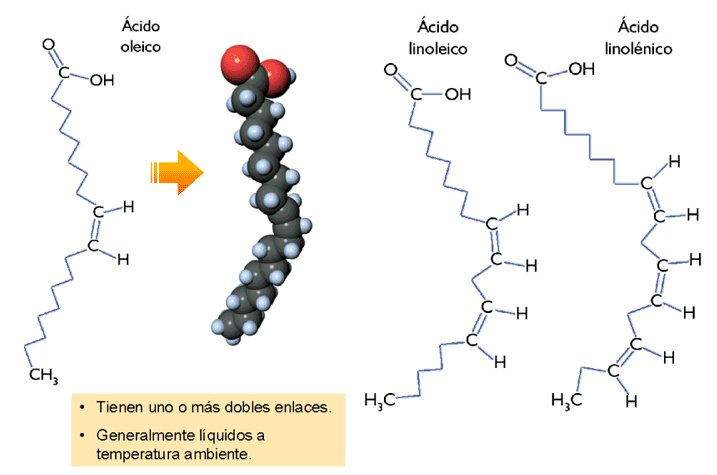 Ácido
oleico
O
C
OH
C
H
C
H
CH₃
Ácido
linoleico
O
C
OH
C
H
C
H
C
H
C
H
H₃C
Ácido
linolénico
O
C
OH
C
H
C
H
C
H
C
H
C
H
C
H
H₃C
• Tienen uno o más dobles enlaces.
• Generalmente líquidos a
temperatura ambiente.